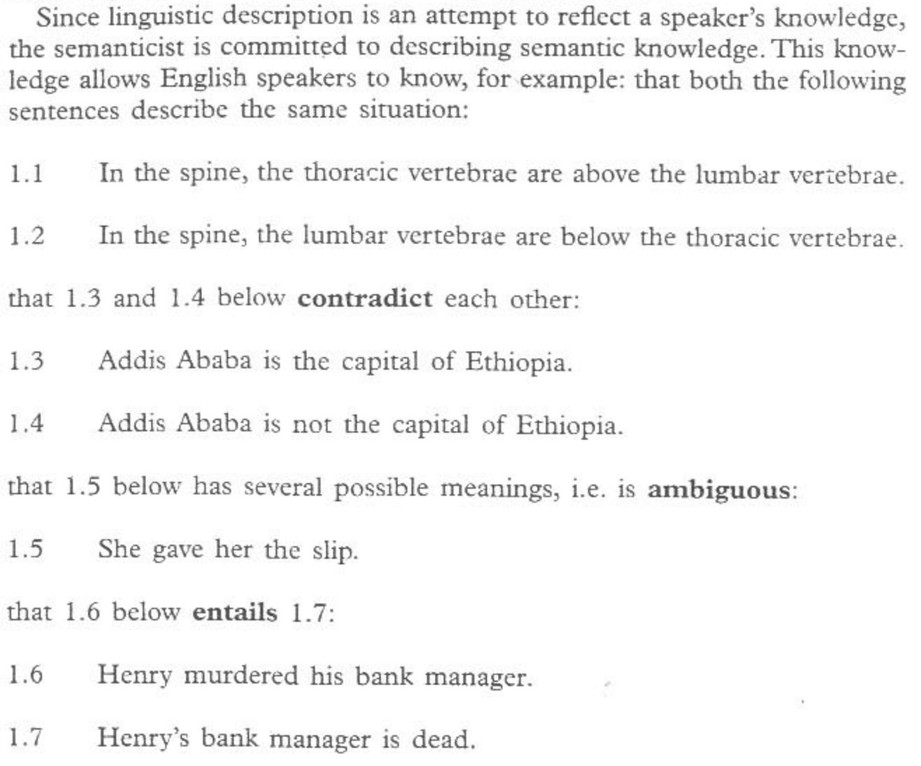 Since linguistic description is an attempt to reflect a speaker's knowledge,
the semanticist is committed to describing semantic knowledge. This know-
ledge allows English speakers to know, for example: that both the following
sentences describe the same situation:
1.1 In the spine, the thoracic vertebrae are above the lumbar vertebrae.
1.2 In the spine, the lumbar vertebrae are below the thoracic vertebrae.
that 1.3 and 1.4 below contradict each other:
1.3 Addis Ababa is the capital of Ethiopia.
1.4 Addis Ababa is not the capital of Ethiopia.
that 1.5 below has several possible meanings, i.e. is ambiguous:
1.5 She gave her the slip.
that 1.6 below entails 1.7:
1.6 Henry murdered his bank manager.
1.7 Henry's bank manager is dead.